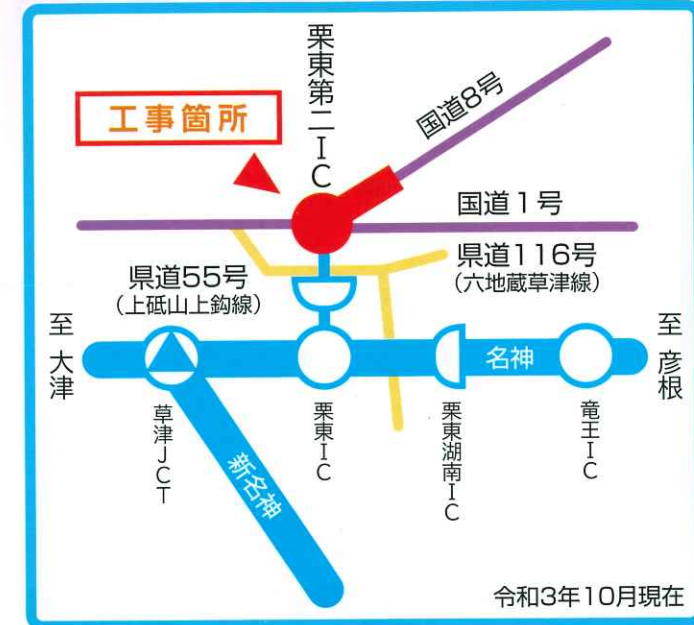 栗東第二IC
国道8号
工事箇所
国道1号
県道55号
(上砥山上鈎線)
県道116号
(六地蔵草津線)
至 大津
至 彦根
名神
草津JCT
栗東IC
栗東湖南IC
竜王IC
新名神
令和3年10月現在